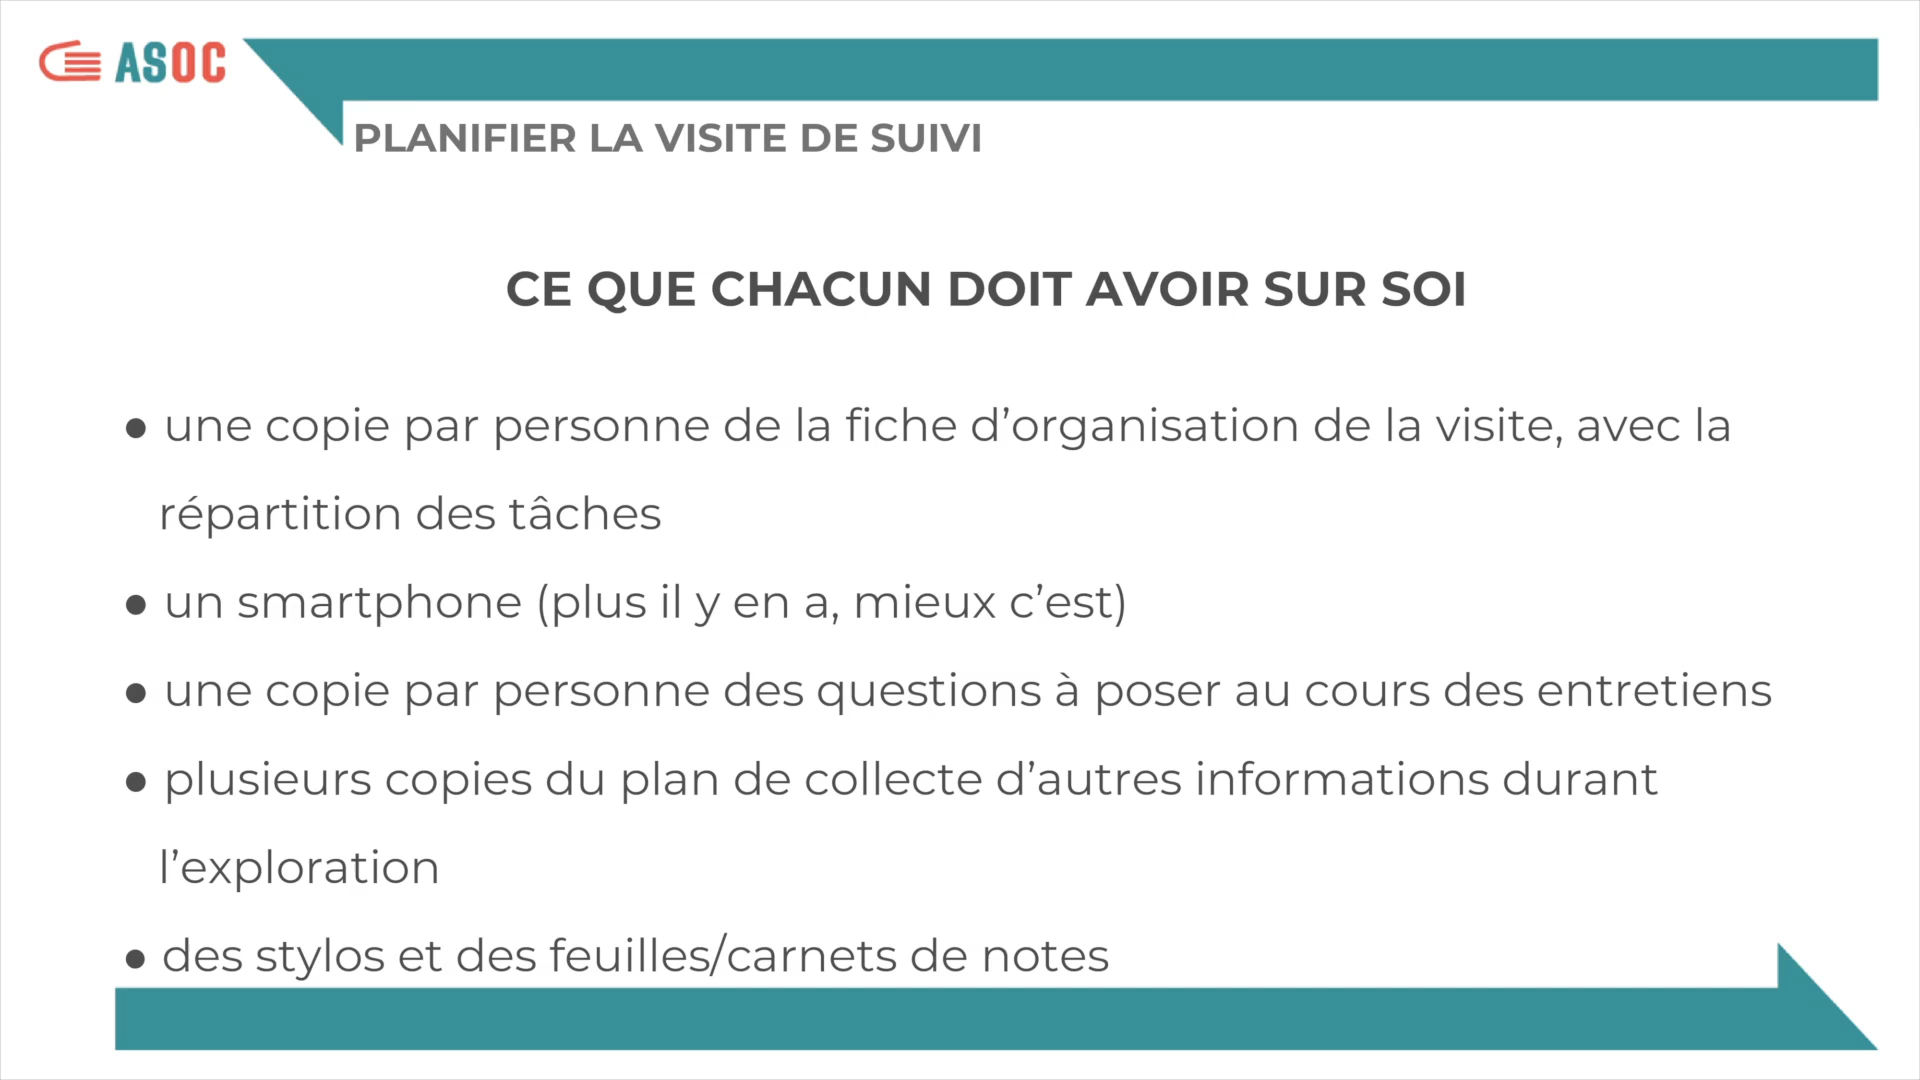 ASOC
PLANIFIER LA VISITE DE SUIVI
CE QUE CHACUN DOIT AVOIR SUR SOI
● une copie par personne de la fiche d’organisation de la visite, avec la
répartition des tâches
● un smartphone (plus il y en a, mieux c’est)
● une copie par personne des questions à poser au cours des entretiens
● plusieurs copies du plan de collecte d’autres informations durant
l’exploration
● des stylos et des feuilles/carnets de notes